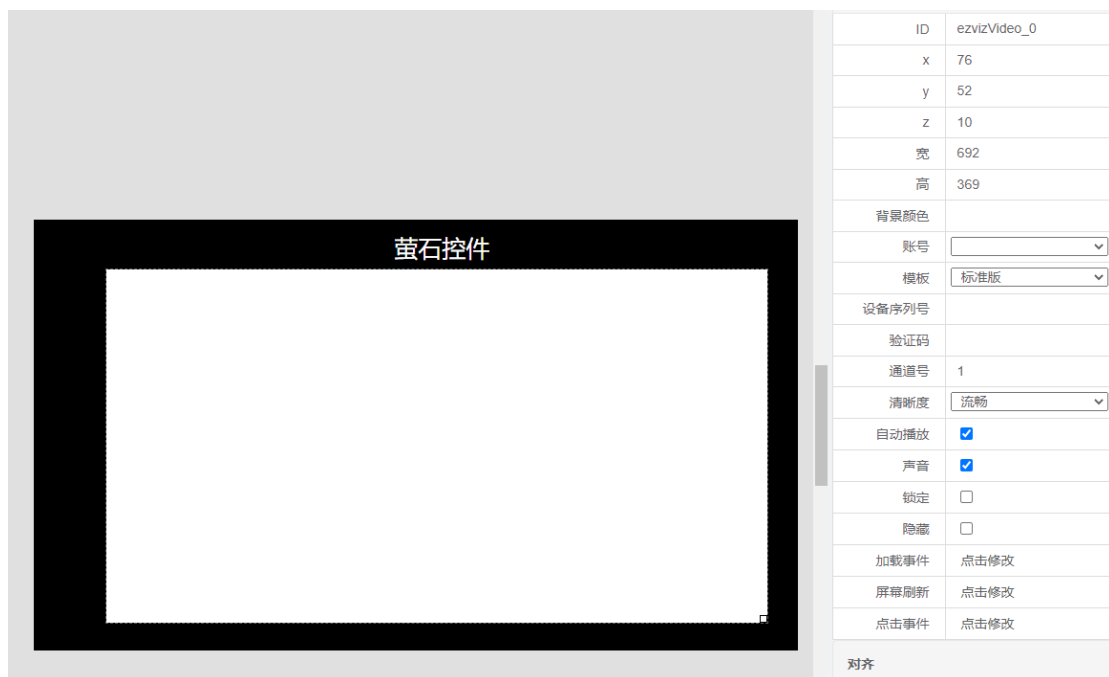 萤石控件
ID ezvizVideo_0
x 76
y 52
z 10
宽 692
高 369
背景颜色
账号
模板 标准版
设备序列号
验证码
通道号 1
清晰度 流畅
自动播放
声音
锁定
隐藏
加载事件 点击修改
屏幕刷新 点击修改
点击事件 点击修改
对齐